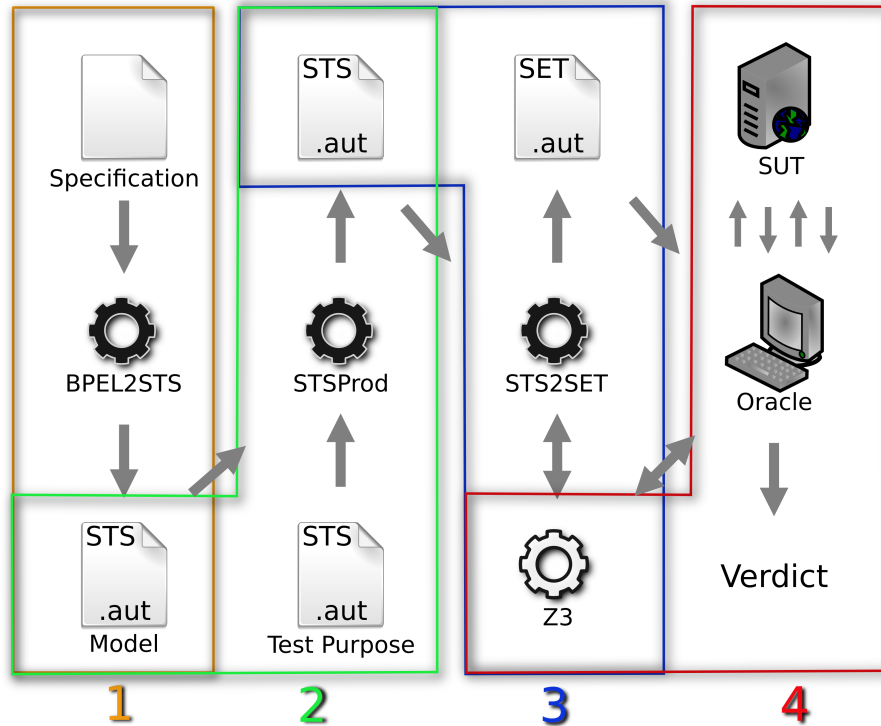 STS
.aut
SET
.aut
Specification
SUT
BPEL2STS
STSProd
STS2SET
Oracle
STS
.aut
Model
STS
.aut
Test Purpose
Z3
Verdict
1
2
3
4